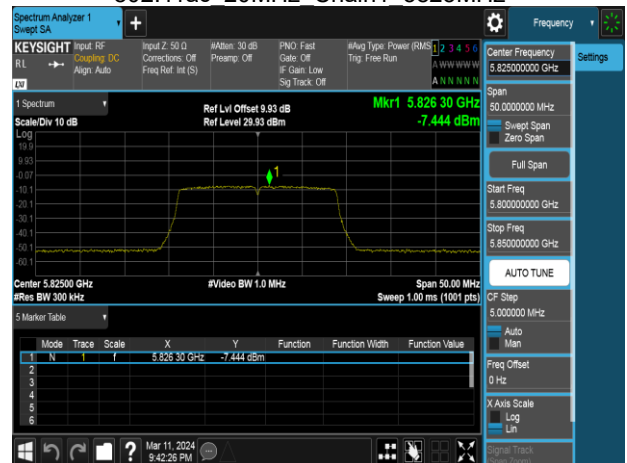 Spectrum Analyzer 1
Swept SA
Frequency
KEYSIGHT
RL
LXI
Input: RF
Coupling: DC
Align: Auto
Input Z: 50 Ω
Corrections: Off
Freq Ref: Int (S)
#Atten: 30 dB
Preamp: Off
PNO: Fast
Gate: Off
IF Gain: Low
Sig Track: Off
#Avg Type: Power (RMS
Trig: Free Run
1 2 3 4 5 6
A W W W W W
A N N N N N
Center Frequency
5.825000000 GHz
Settings
Span
50.0000000 MHz
Swept Span
Zero Span
Full Span
Start Freq
5.800000000 GHz
Stop Freq
5.850000000 GHz
AUTO TUNE
CF Step
5.000000 MHz
Auto
Man
Freq Offset
0 Hz
X Axis Scale
Log
Lin
Signal Track
(Span Zoom)
1 Spectrum
Scale/Div 10 dB
Ref Lvl Offset 9.93 dB
Ref Level 29.93 dBm
Mkr1 5.826 30 GHz
-7.444 dBm
Log
19.9
9.93
-0.07
-10.1
-20.1
-30.1
-40.1
-50.1
-60.1
1
Center 5.82500 GHz
#Res BW 300 kHz
#Video BW 1.0 MHz
Span 50.00 MHz
Sweep 1.00 ms (1001 pts)
5 Marker Table
Mode Trace Scale X Y Function Function Width Function Value
1 N 1 f 5.826 30 GHz -7.444 dBm
2
3
4
5
6
?
Mar 11, 2024
9:42:26 PM